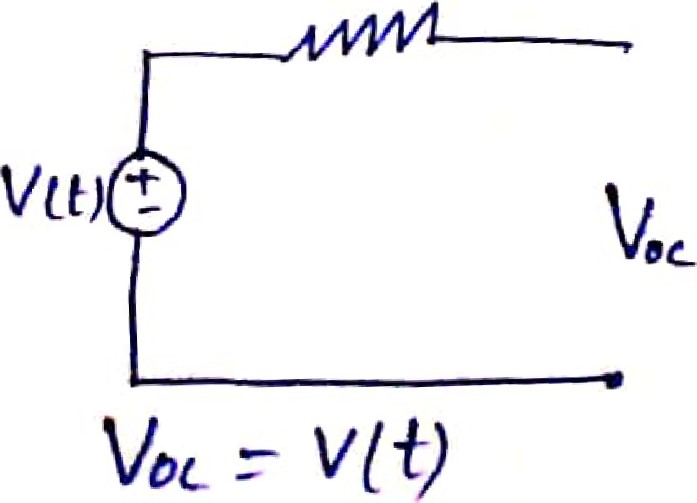 V(t)
+
-
Voc
Voc = V(t)